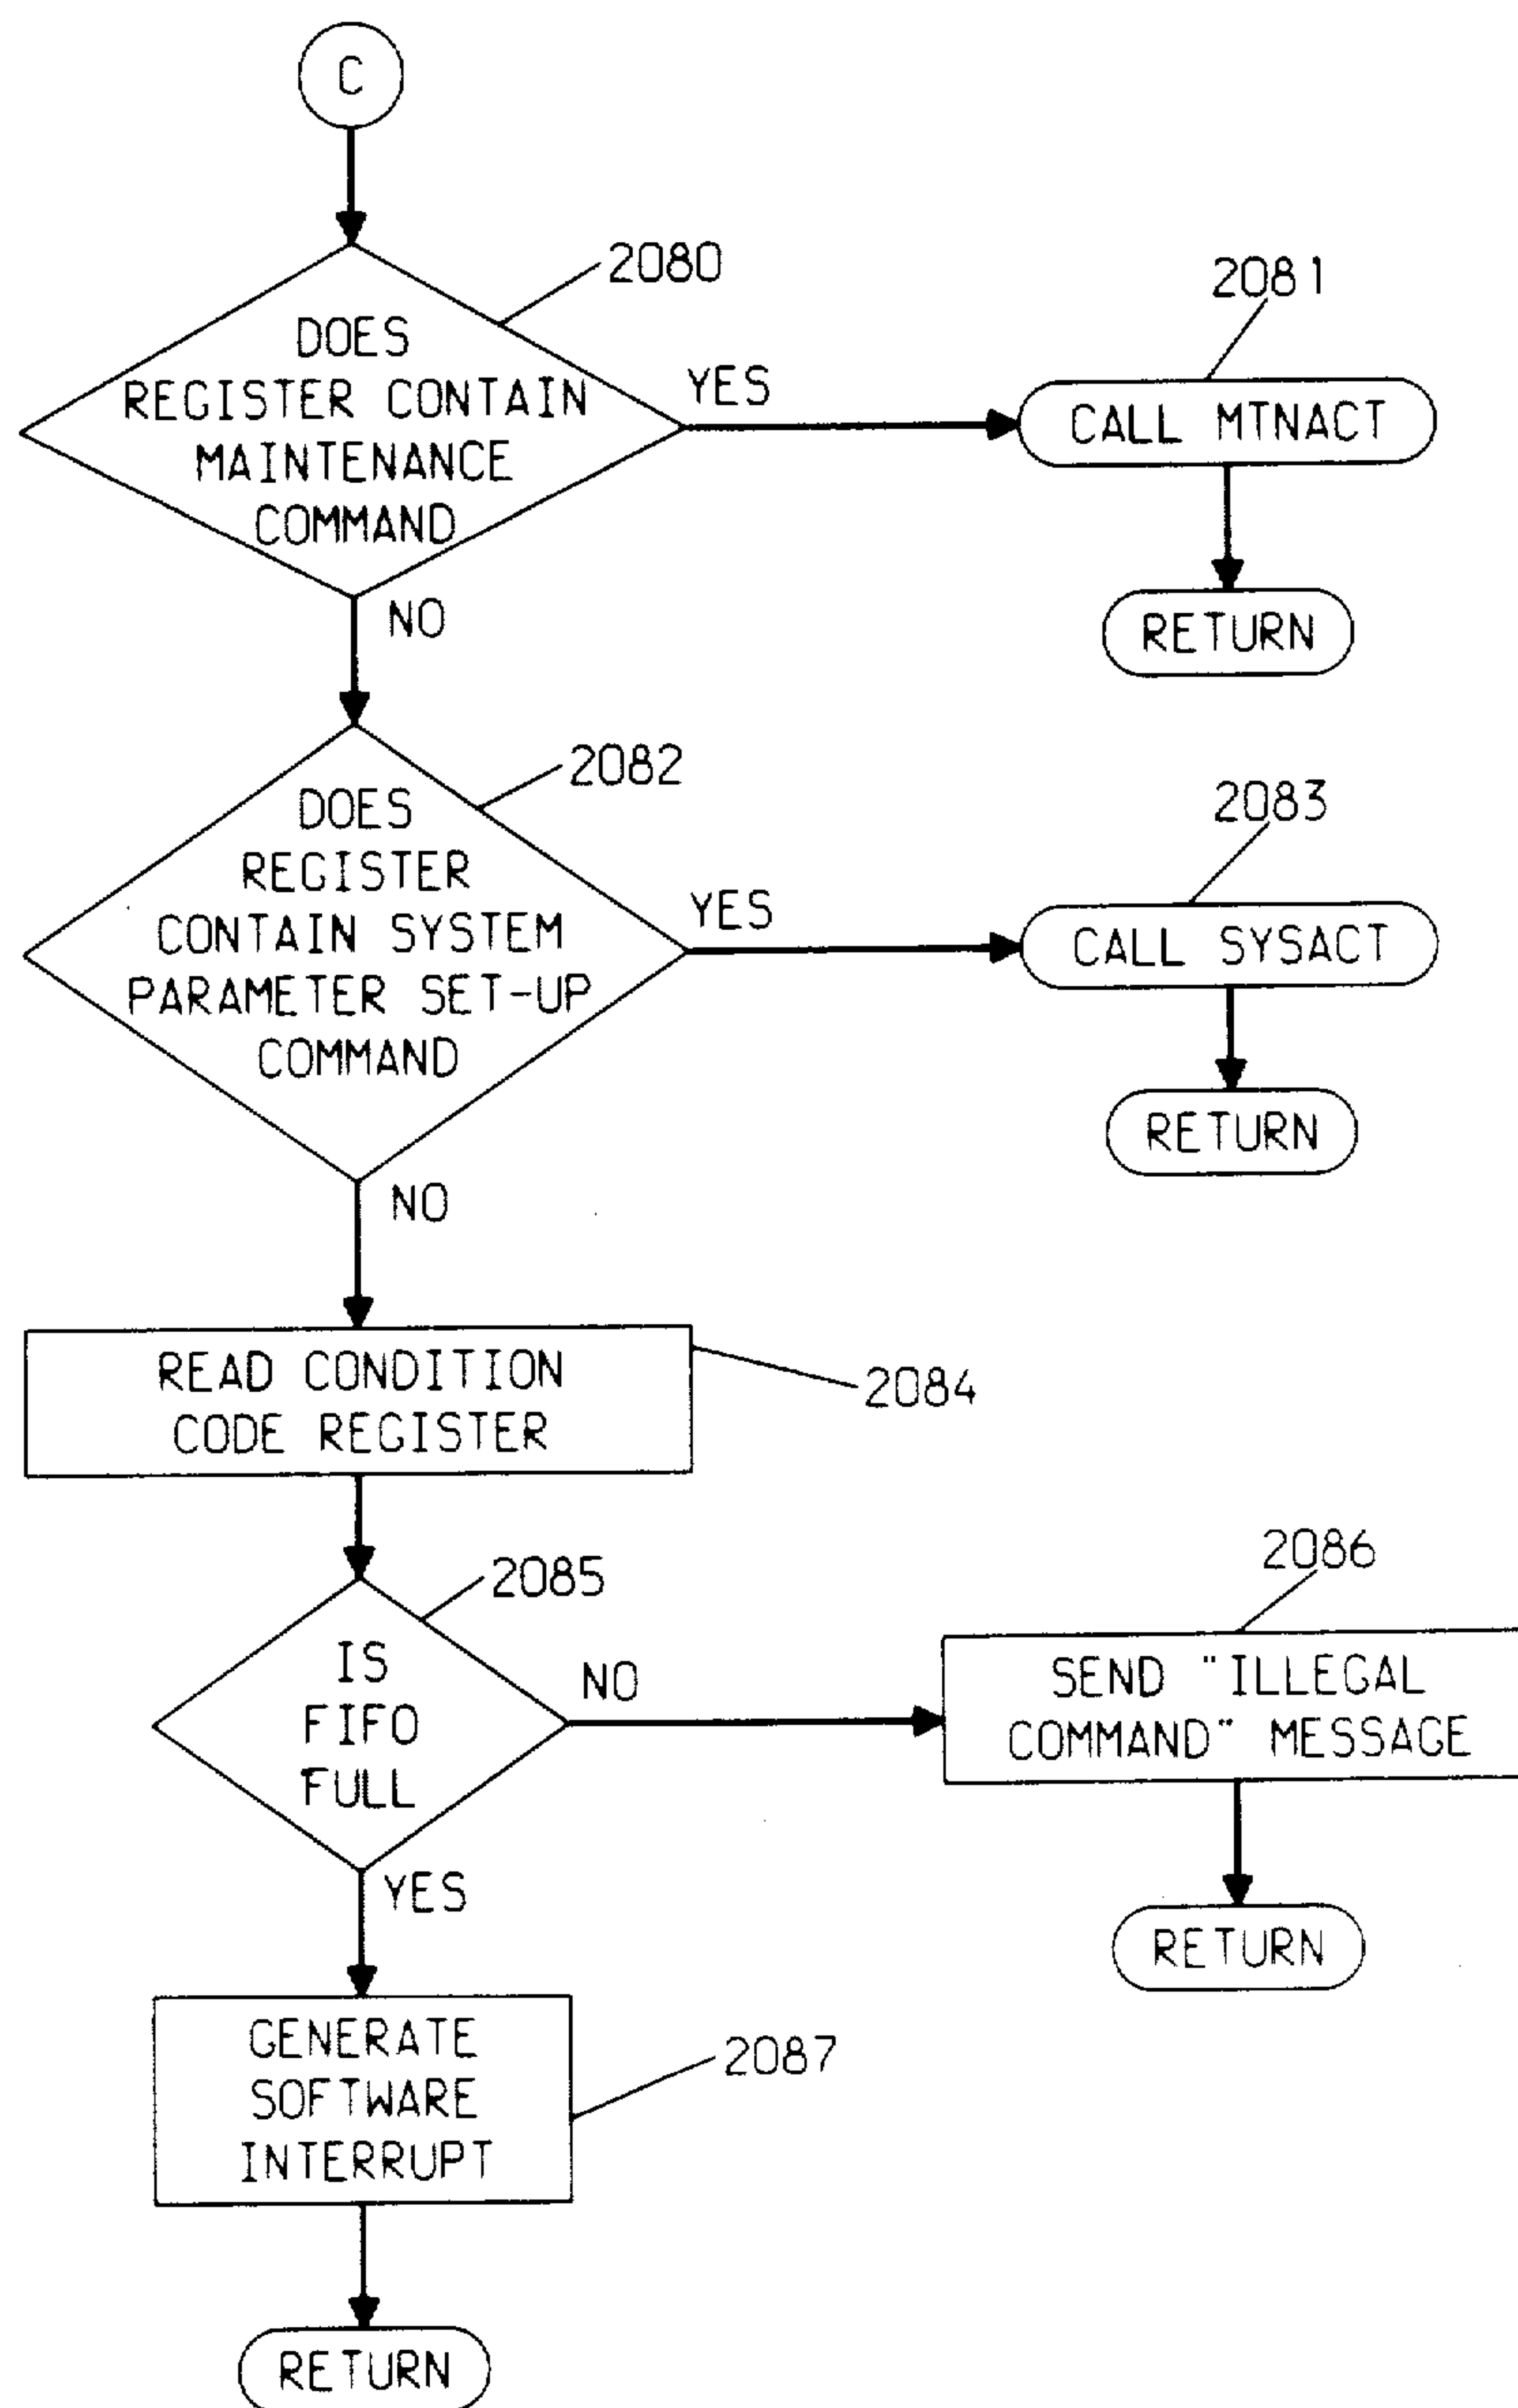 C
2080
DOES
REGISTER CONTAIN
MAINTENANCE
COMMAND
YES
2081
CALL MTNACT
RETURN
NO
2082
DOES
REGISTER
CONTAIN SYSTEM
PARAMETER SET-UP
COMMAND
YES
2083
CALL SYSACT
RETURN
NO
READ CONDITION
CODE REGISTER
2084
2085
IS
FIFO
FULL
NO
2086
SEND "ILLEGAL
COMMAND" MESSAGE
RETURN
YES
GENERATE
SOFTWARE
INTERRUPT
2087
RETURN